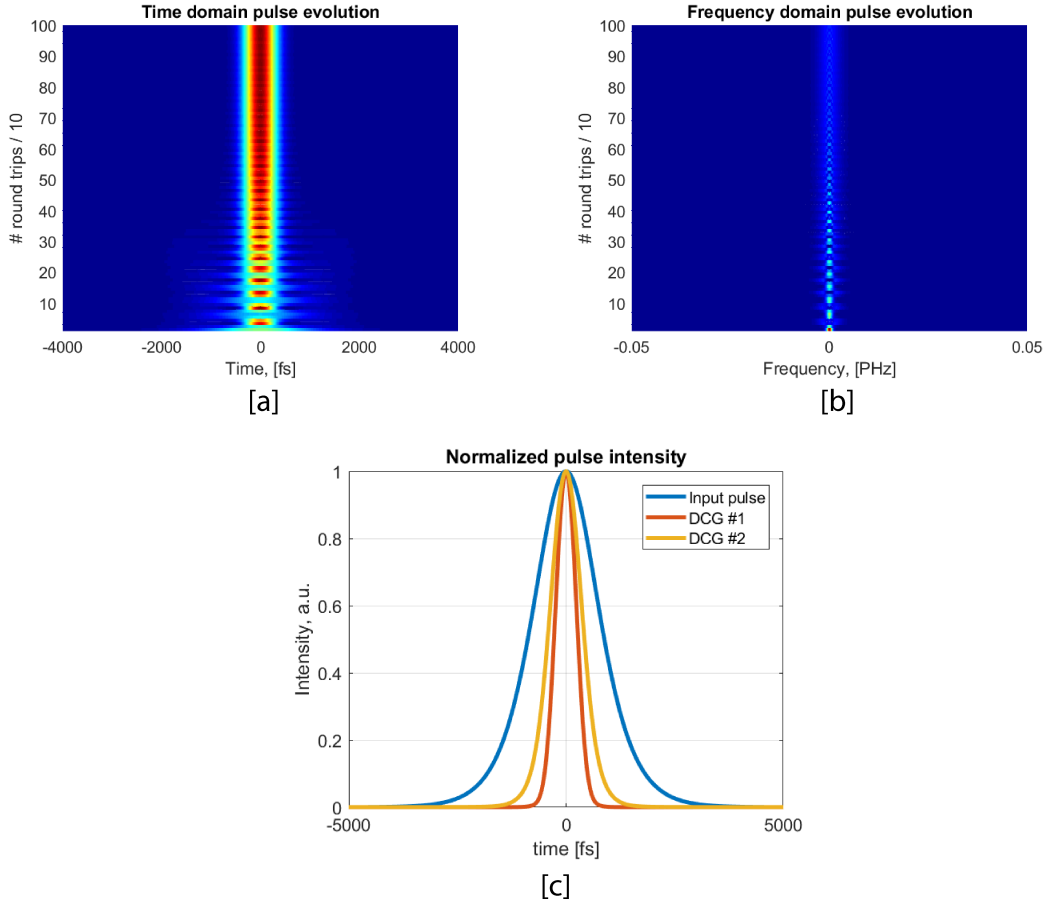 Time domain pulse evolution
# round trips / 10
100
90
80
70
60
50
40
30
20
10
-4000 -2000 0 2000 4000
Time, [fs]
[a]
Frequency domain pulse evolution
# round trips / 10
100
90
80
70
60
50
40
30
20
10
-0.05 0 0.05
Frequency, [PHz]
[b]
Normalized pulse intensity
Intensity, a.u.
1
0.8
0.6
0.4
0.2
0
Input pulse
DCG #1
DCG #2
-5000 0 5000
time [fs]
[c]